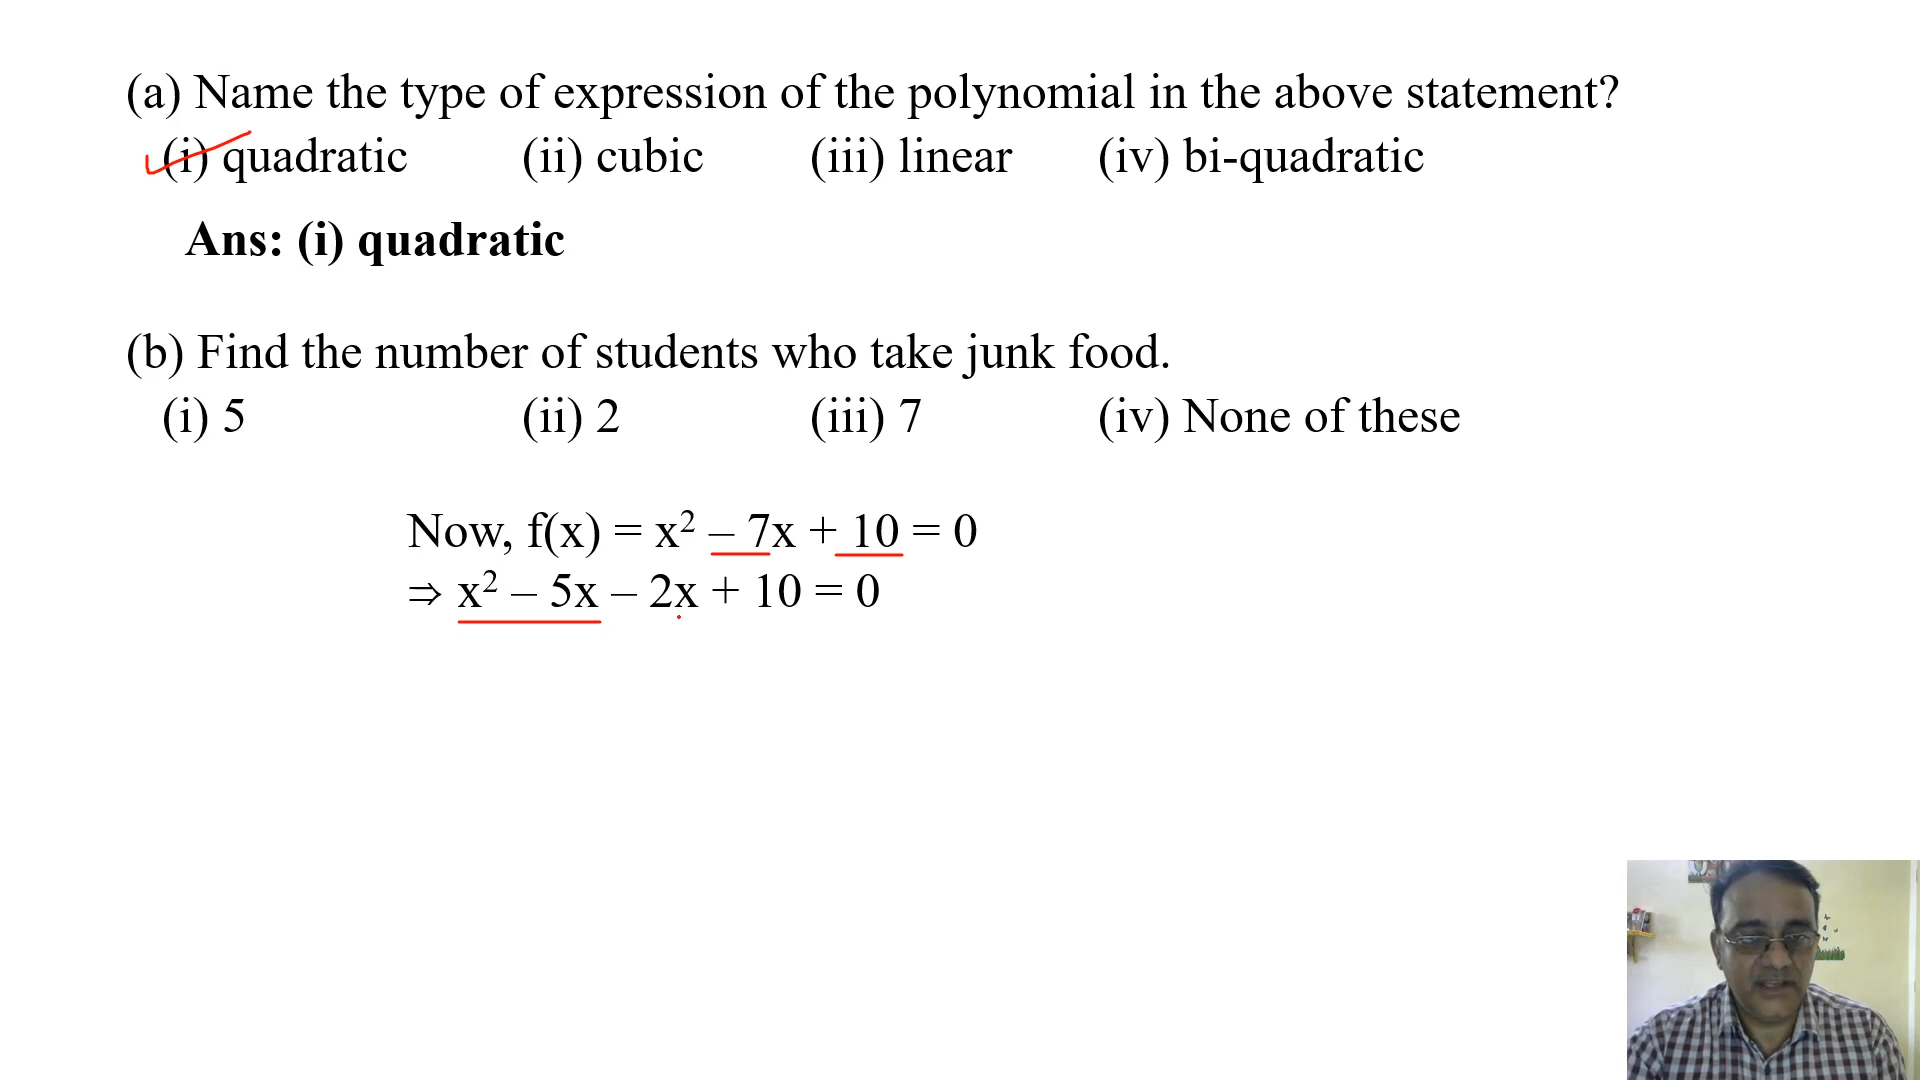 (a) Name the type of expression of the polynomial in the above statement?
(i) quadratic (ii) cubic (iii) linear (iv) bi-quadratic
Ans: (i) quadratic
(b) Find the number of students who take junk food.
(i) 5 (ii) 2 (iii) 7 (iv) None of these
Now, f(x) = x² – 7x + 10 = 0
⇒ x² – 5x – 2x + 10 = 0